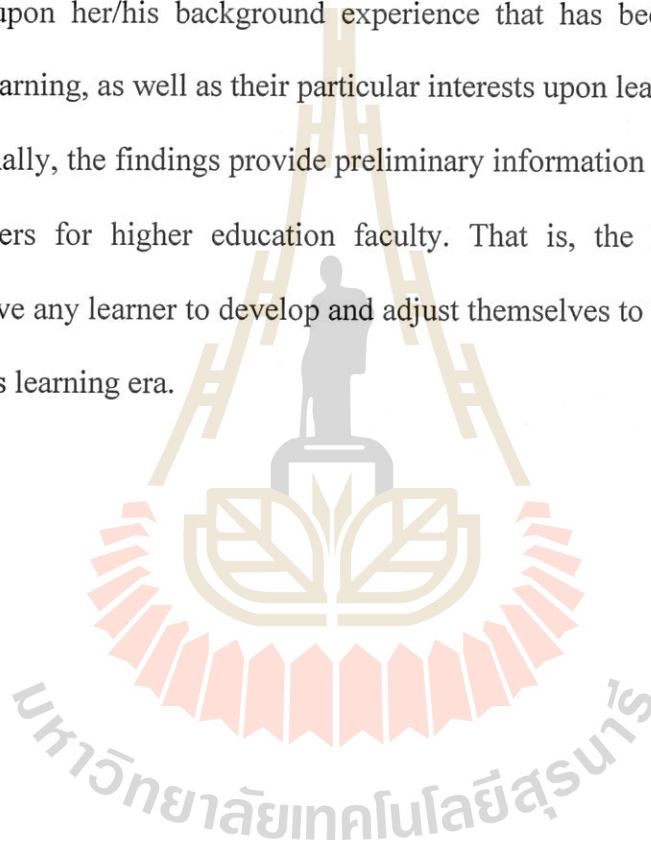 upon her/his background experience that has bee
arning, as well as their particular interests upon lea
ally, the findings provide preliminary information
ers for higher education faculty. That is, the
ve any learner to develop and adjust themselves to
s learning era.
มหาวิทยาลัยเทคโนโลยีสุรนารี